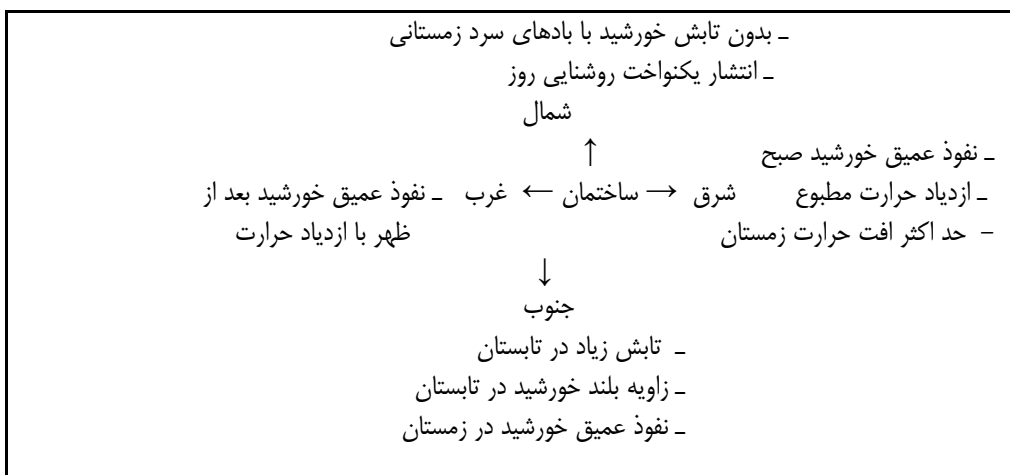 ـ بدون تابش خورشید با بادهای سرد زمستانی
ـ انتشار یکنواخت روشنایی روز
شمال
ـ نفوذ عمیق خورشید صبح ↑
ـ ازدیاد حرارت مطبوع شرق → ساختمان ← غرب ـ نفوذ عمیق خورشید بعد از
– حد اکثر افت حرارت زمستان ظهر با ازدیاد حرارت
↓
جنوب
ـ تابش زیاد در تابستان
ـ زاویه بلند خورشید در تابستان
ـ نفوذ عمیق خورشید در زمستان